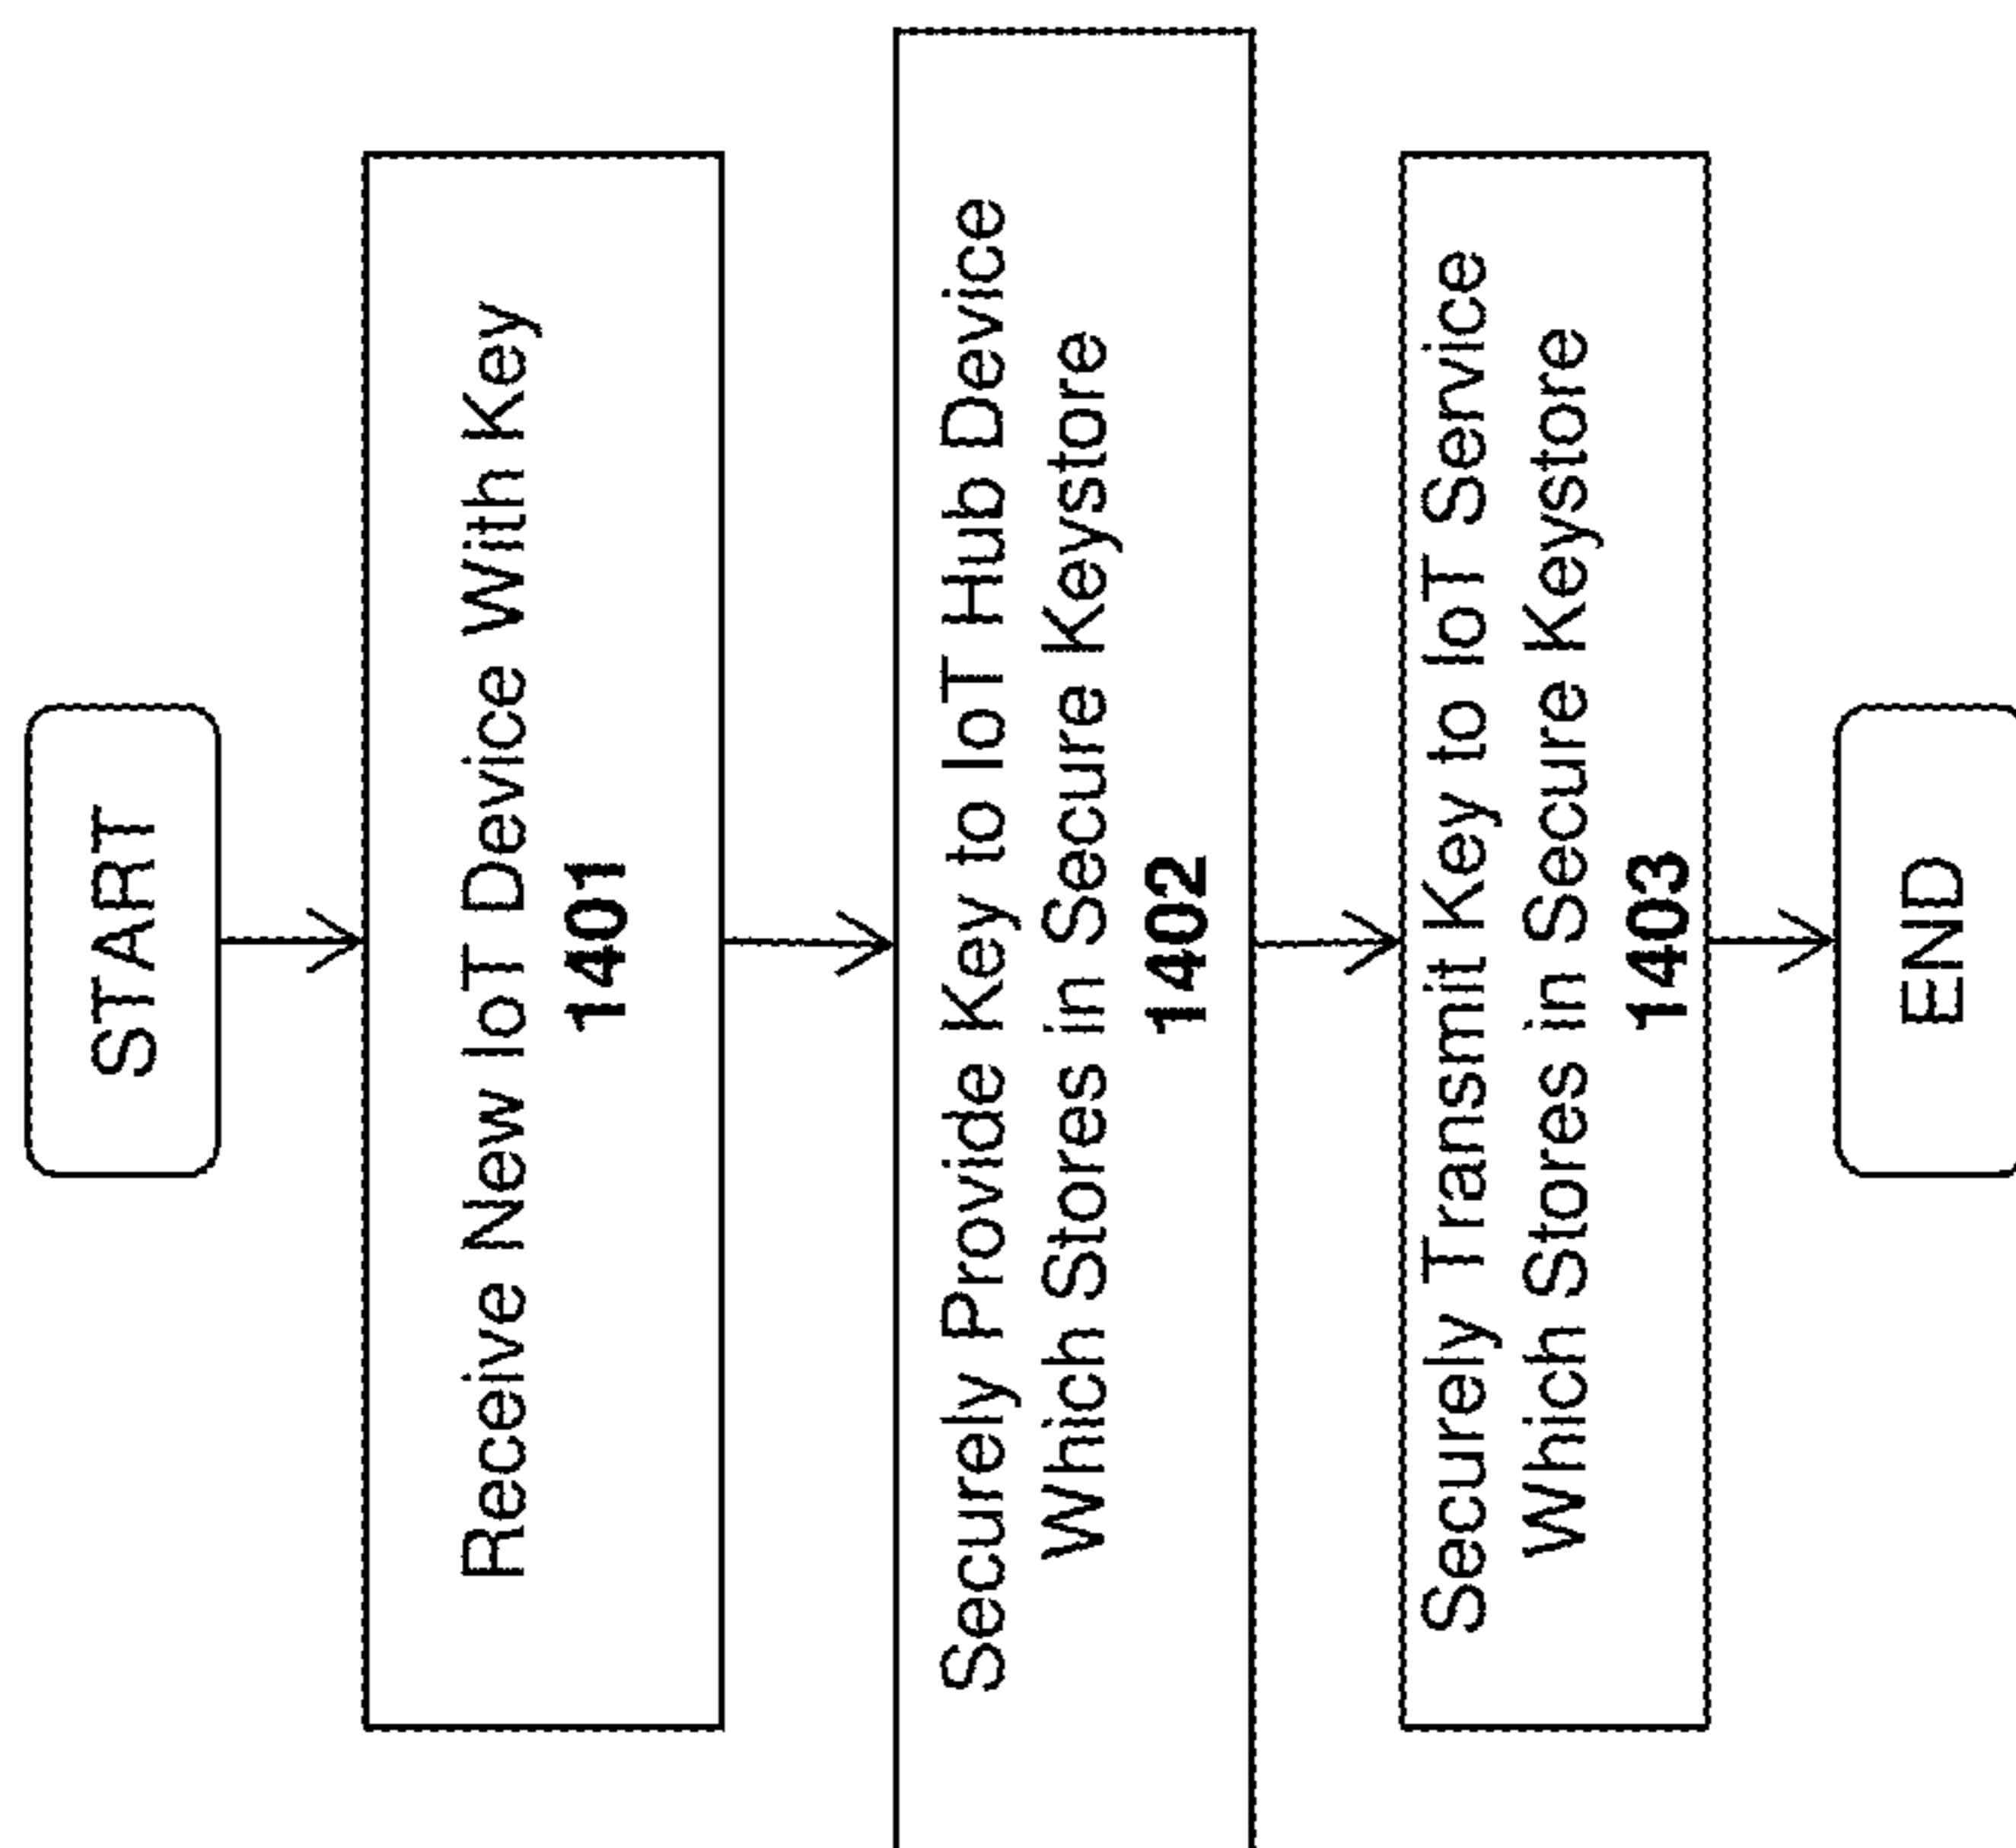 START
Receive New IoT Device With Key
1401
Securely Provide Key to IoT Hub Device
Which Stores in Secure Keystore
1402
Securely Transmit Key to IoT Service
Which Stores in Secure Keystore
1403
END